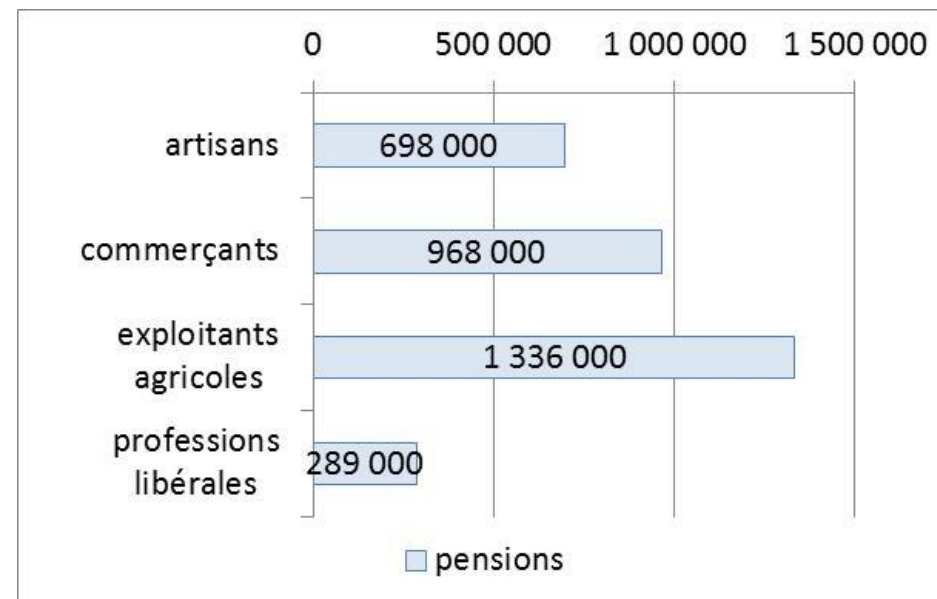 0 500 000 1 000 000 1 500 000
artisans 698 000
commerçants 968 000
exploitants
agricoles 1 336 000
professions
libérales 289 000
pensions